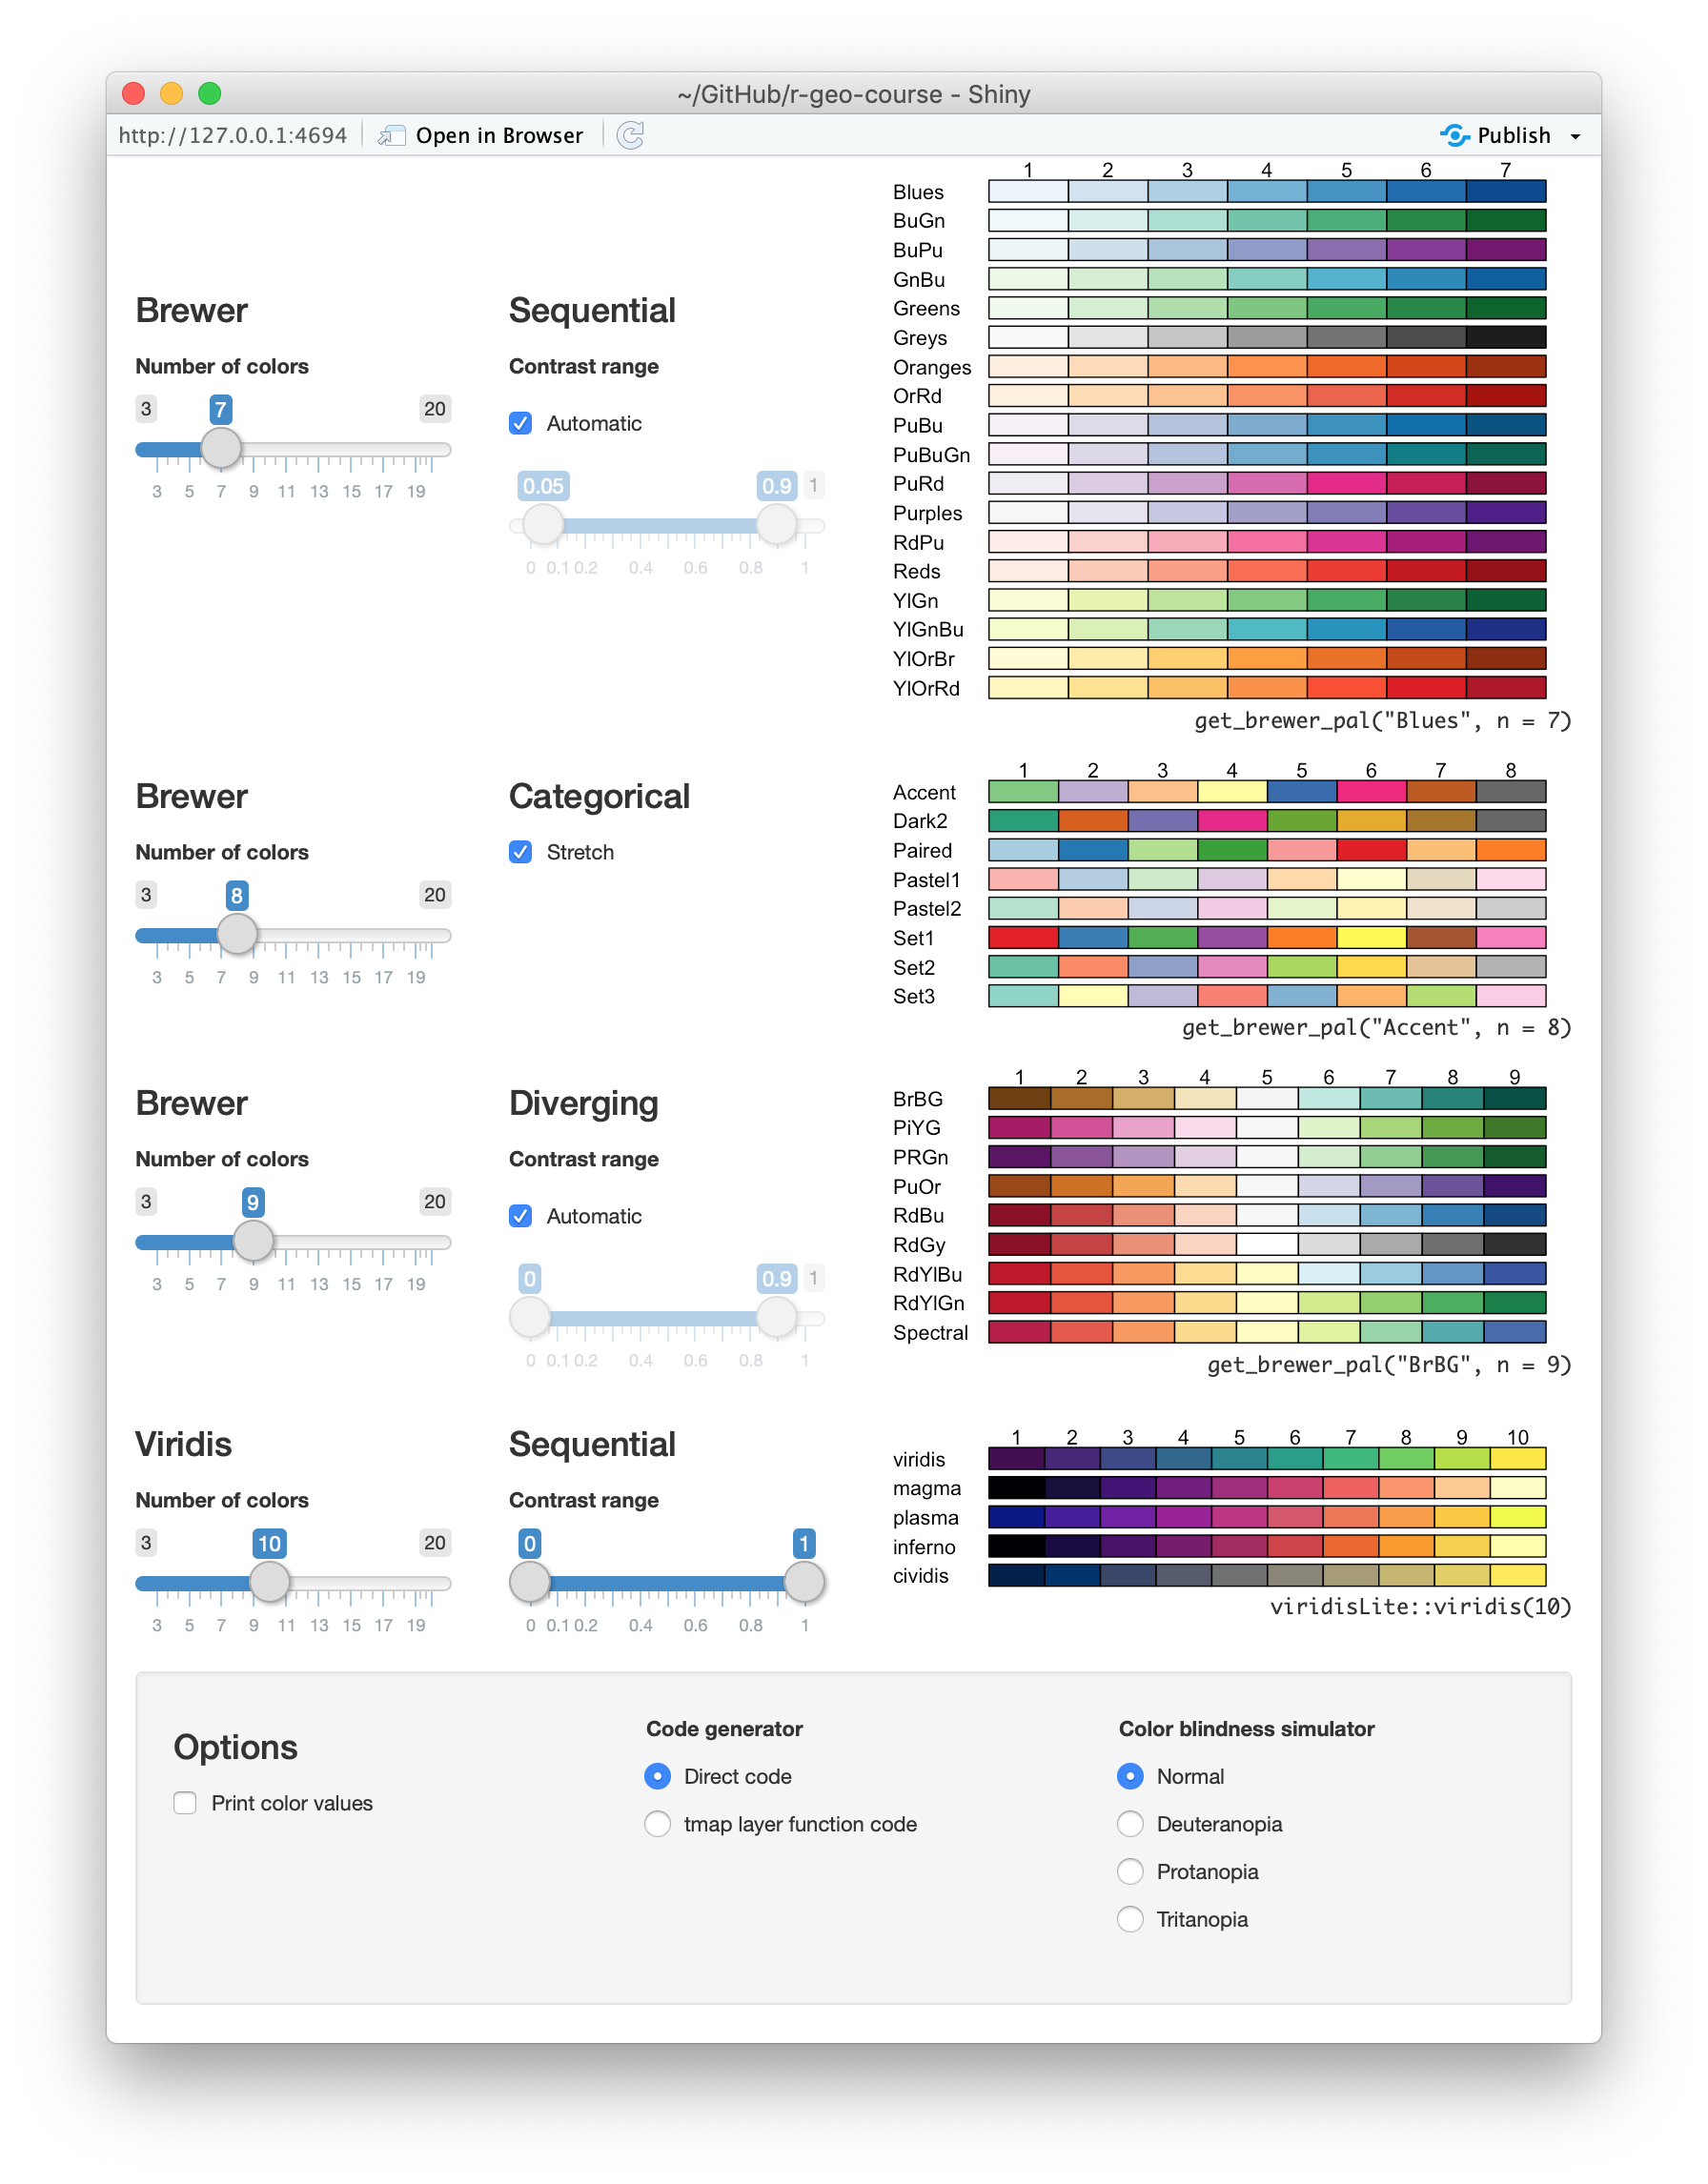 ~/GitHub/r-geo-course - Shiny
http://127.0.0.1:4694 Open in Browser Publish
Brewer
Number of colors
3 7 20
3 5 7 9 11 13 15 17 19
Sequential
Contrast range
Automatic
0.05 0.9 1
0 0.1 0.2 0.4 0.6 0.8 1
1 2 3 4 5 6 7
Blues
BuGn
BuPu
GnBu
Greens
Greys
Oranges
OrRd
PuBu
PuBuGn
PuRd
Purples
RdPu
Reds
YlGn
YlGnBu
YlOrBr
YlOrRd
get_brewer_pal("Blues", n = 7)
Brewer
Number of colors
3 8 20
3 5 7 9 11 13 15 17 19
Categorical
Stretch
1 2 3 4 5 6 7 8
Accent
Dark2
Paired
Pastel1
Pastel2
Set1
Set2
Set3
get_brewer_pal("Accent", n = 8)
Brewer
Number of colors
3 9 20
3 5 7 9 11 13 15 17 19
Diverging
Contrast range
Automatic
0 0.9 1
0 0.1 0.2 0.4 0.6 0.8 1
1 2 3 4 5 6 7 8 9
BrBG
PiYG
PRGn
PuOr
RdBu
RdGy
RdYlBu
RdYlGn
Spectral
get_brewer_pal("BrBG", n = 9)
Viridis
Number of colors
3 10 20
3 5 7 9 11 13 15 17 19
Sequential
Contrast range
0 1
0 0.1 0.2 0.4 0.6 0.8 1
1 2 3 4 5 6 7 8 9 10
viridis
magma
plasma
inferno
cividis
viridisLite::viridis(10)
Options
Print color values
Code generator
Direct code
tmap layer function code
Color blindness simulator
Normal
Deuteranopia
Protanopia
Tritanopia